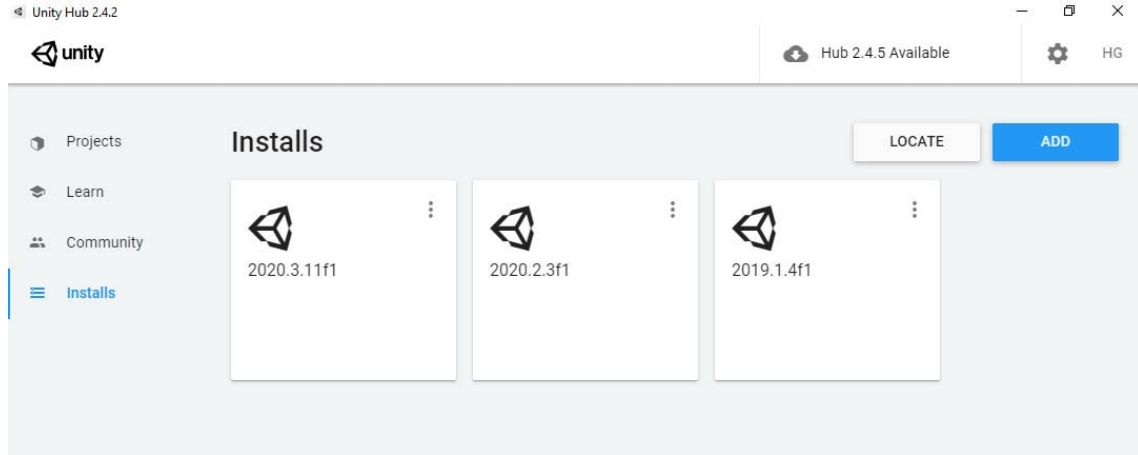 Unity Hub 2.4.2
unity
Hub 2.4.5 Available
HG
Projects
Learn
Community
Installs
Installs
LOCATE
ADD
2020.3.11f1
2020.2.3f1
2019.1.4f1